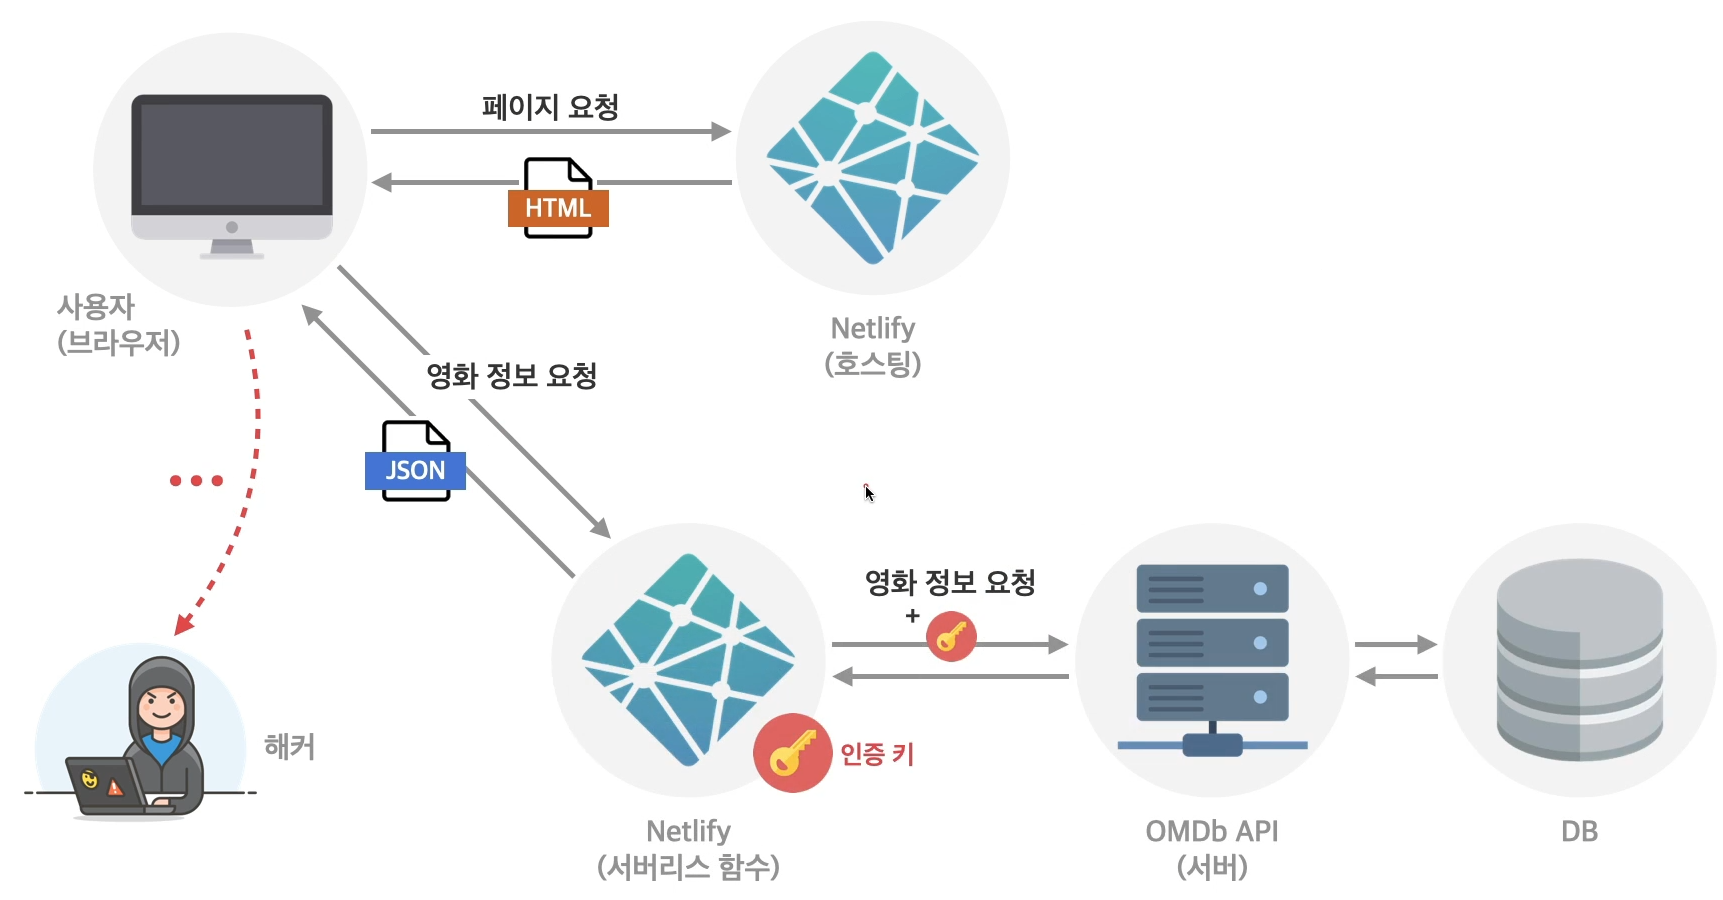 페이지 요청
HTML
사용자
(브라우저)
Netlify
(호스팅)
영화 정보 요청
JSON
영화 정보 요청
+
해커
인증 키
Netlify
(서버리스 함수)
OMDb API
(서버)
DB